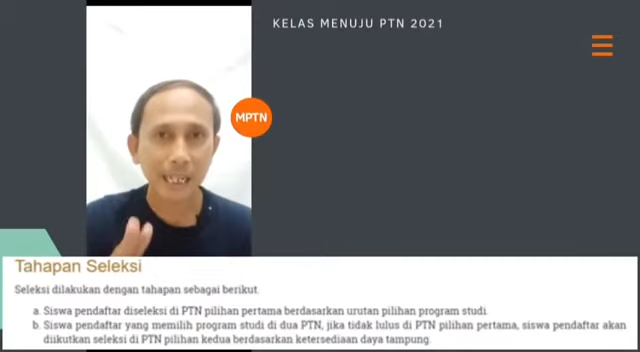 KELAS MENUJU PTN 2021
MPTN
Tahapan Seleksi
Seleksi dilakukan dengan tahapan sebagai berikut.
a. Siswa pendaftar diseleksi di PTN pilihan pertama berdasarkan urutan pilihan program studi.
b. Siswa pendaftar yang memilih program studi di dua PTN, jika tidak lulus di PTN pilihan pertama, siswa pendaftar akan
diikutkan seleksi di PTN pilihan kedua berdasarkan ketersediaan daya tampung.